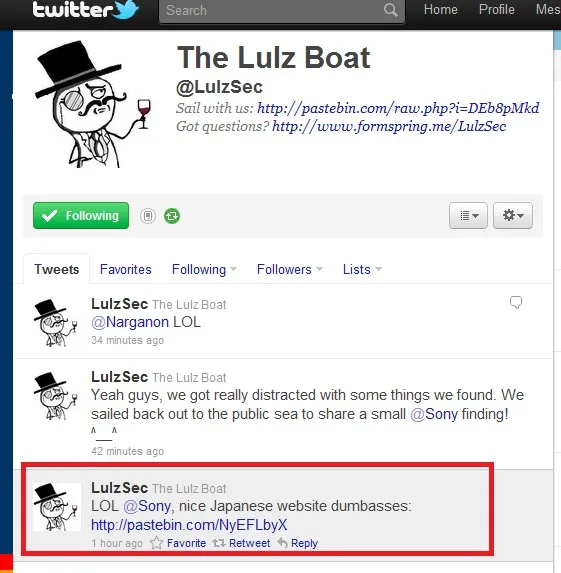 twitter Search Home Profile Mes
The Lulz Boat
@LulzSec
Sail with us: http://pastebin.com/raw.php?i=DEb8pMkd
Got questions? http://www.formspring.me/LulzSec
Following
Tweets Favorites Following Followers Lists
LulzSec The Lulz Boat
@Narganon LOL
34 minutes ago
LulzSec The Lulz Boat
Yeah guys, we got really distracted with some things we found. We
sailed back out to the public sea to share a small @Sony finding!
^__^
42 minutes ago
LulzSec The Lulz Boat
LOL @Sony, nice Japanese website dumbasses:
http://pastebin.com/NyEFLbyX
1 hour ago Favorite Retweet Reply